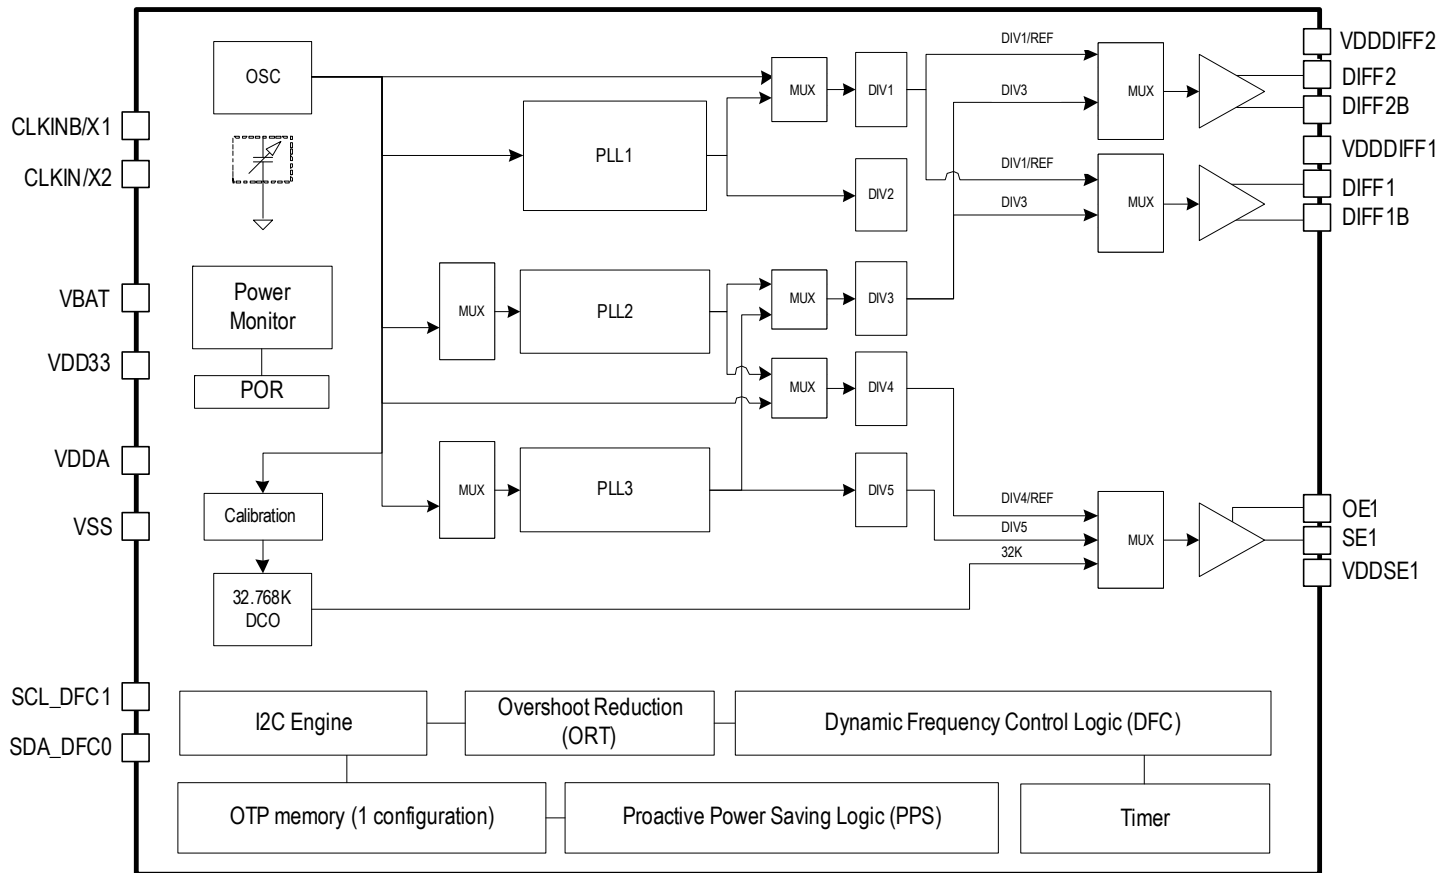 VDDDIFF2
DIV1/REF
OSC
MUX
DIV1
DIV3
MUX
DIFF2
DIFF2B
CLKINB/X1
PLL1
VDDDIFF1
CLKIN/X2
DIV1/REF
DIFF1
DIV2
DIV3
MUX
DIFF1B
VBAT
Power
Monitor
MUX
PLL2
MUX
DIV3
VDD33
POR
MUX
DIV4
VDDA
MUX
PLL3
DIV5
DIV4/REF
OE1
Calibration
VSS
DIV5
MUX
SE1
32K
VDDSE1
32.768K
DCO
SCL_DFC1
I2C Engine
Overshoot Reduction
(ORT)
Dynamic Frequency Control Logic (DFC)
SDA_DFC0
OTP memory (1 configuration)
Proactive Power Saving Logic (PPS)
Timer